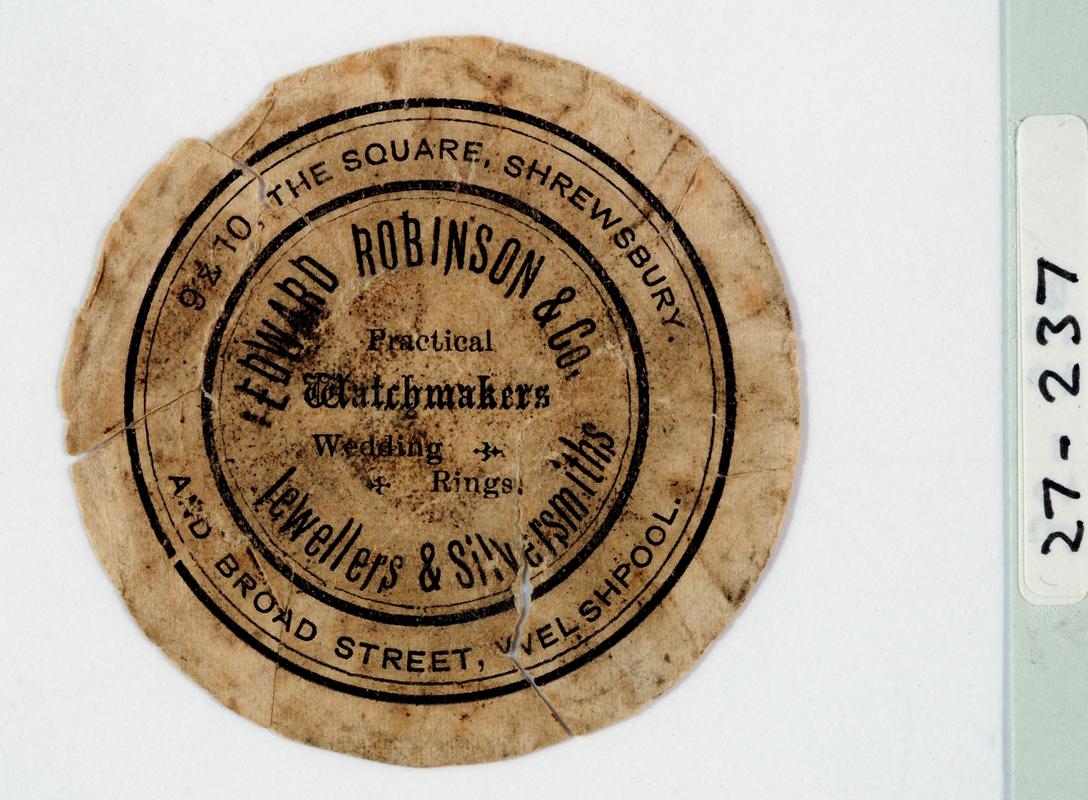 9 & 10, THE SQUARE, SHREWSBURY.
AND BROAD STREET, WELSHPOOL.
EDWARD ROBINSON & Co,
Practical
Watchmakers
Wedding
Rings.
Jewellers & Silversmiths
27-237